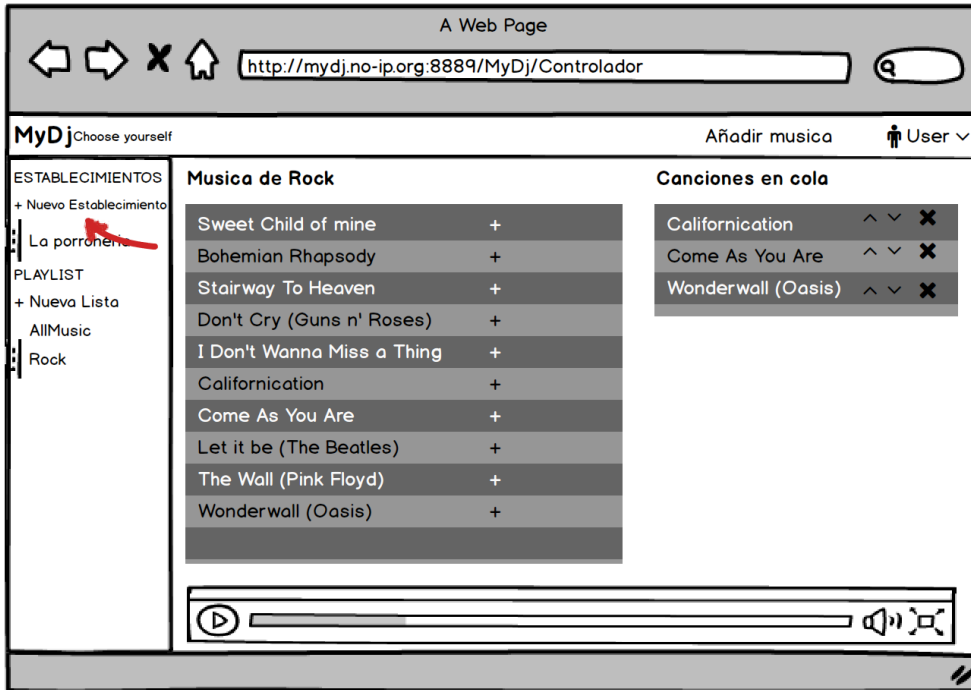 A Web Page
http://mydj.no-ip.org:8889/MyDj/Controlador
MyDj Choose yourself
Añadir musica
User
ESTABLECIMIENTOS
+ Nuevo Establecimiento
La porroneria
PLAYLIST
+ Nueva Lista
AllMusic
Rock
Musica de Rock
Sweet Child of mine +
Bohemian Rhapsody +
Stairway To Heaven +
Don't Cry (Guns n' Roses) +
I Don't Wanna Miss a Thing +
Californication +
Come As You Are +
Let it be (The Beatles) +
The Wall (Pink Floyd) +
Wonderwall (Oasis) +
Canciones en cola
Californication
Come As You Are
Wonderwall (Oasis)